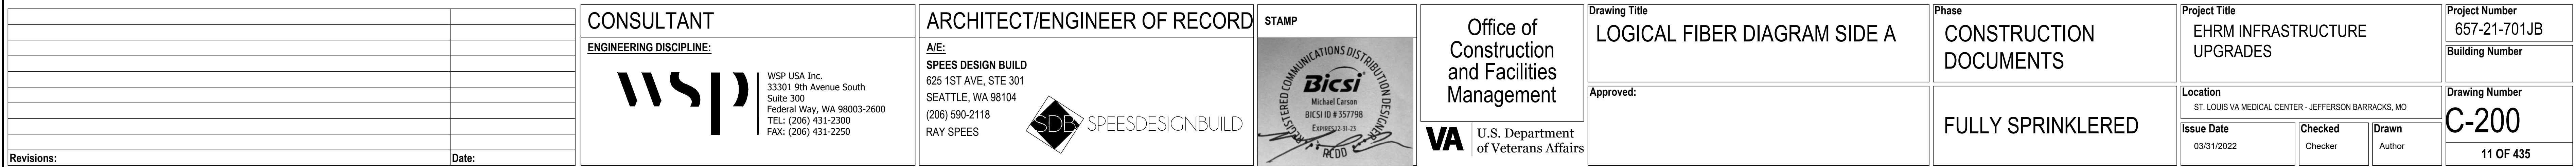 Revisions:
Date:
CONSULTANT
ENGINEERING DISCIPLINE:
wsp
WSP USA Inc.
33301 9th Avenue South
Suite 300
Federal Way, WA 98003-2600
TEL: (206) 431-2300
FAX: (206) 431-2250
ARCHITECT/ENGINEER OF RECORD
A/E:
SPEES DESIGN BUILD
625 1ST AVE, STE 301
SEATTLE, WA 98104
(206) 590-2118
RAY SPEES
SDB SPEESDESIGNBUILD
STAMP
REGISTERED COMMUNICATIONS DISTRIBUTION DESIGNER
Bicsi
Michael Carson
BICSI ID # 357798
EXPIRES 12-31-23
RCDD
Office of
Construction
and Facilities
Management
VA
U.S. Department
of Veterans Affairs
Drawing Title
LOGICAL FIBER DIAGRAM SIDE A
Approved:
Phase
CONSTRUCTION
DOCUMENTS
FULLY SPRINKLERED
Project Title
EHRM INFRASTRUCTURE
UPGRADES
Location
ST. LOUIS VA MEDICAL CENTER - JEFFERSON BARRACKS, MO
Issue Date
03/31/2022
Checked
Checker
Drawn
Author
Project Number
657-21-701JB
Building Number
Drawing Number
C-200
11 OF 435